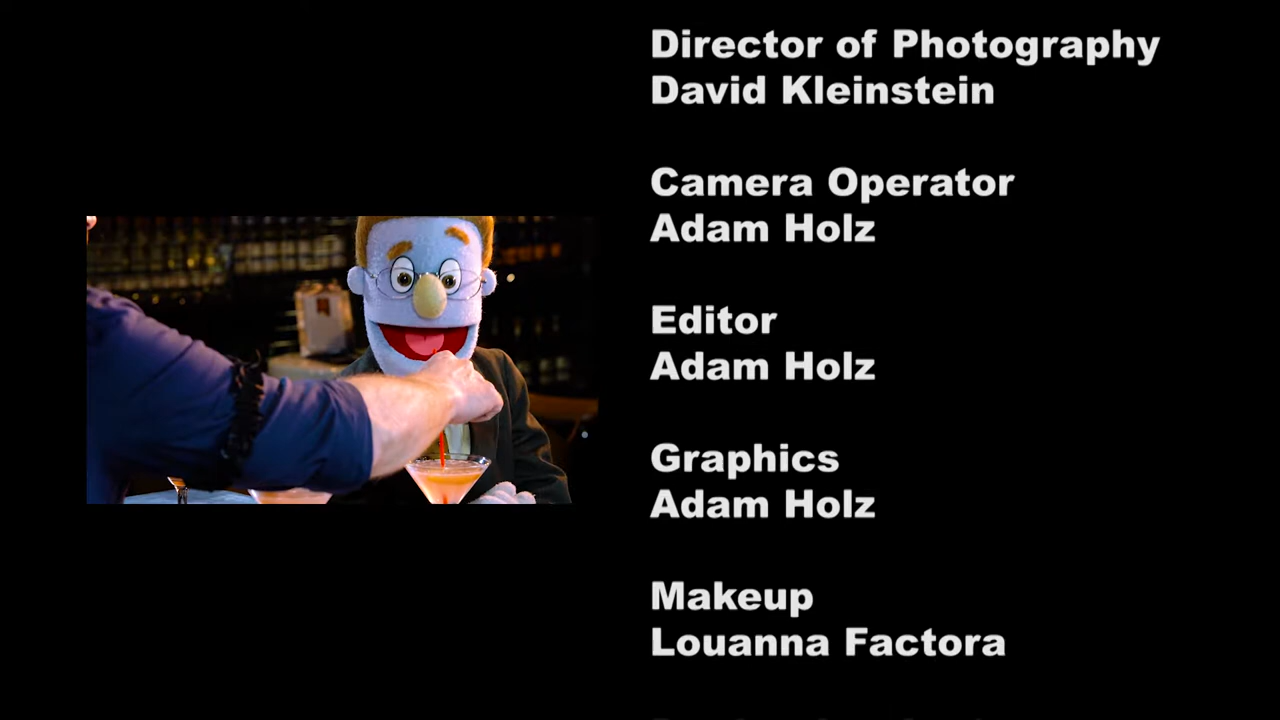 Director of Photography
David Kleinstein
Camera Operator
Adam Holz
Editor
Adam Holz
Graphics
Adam Holz
Makeup
Louanna Factora